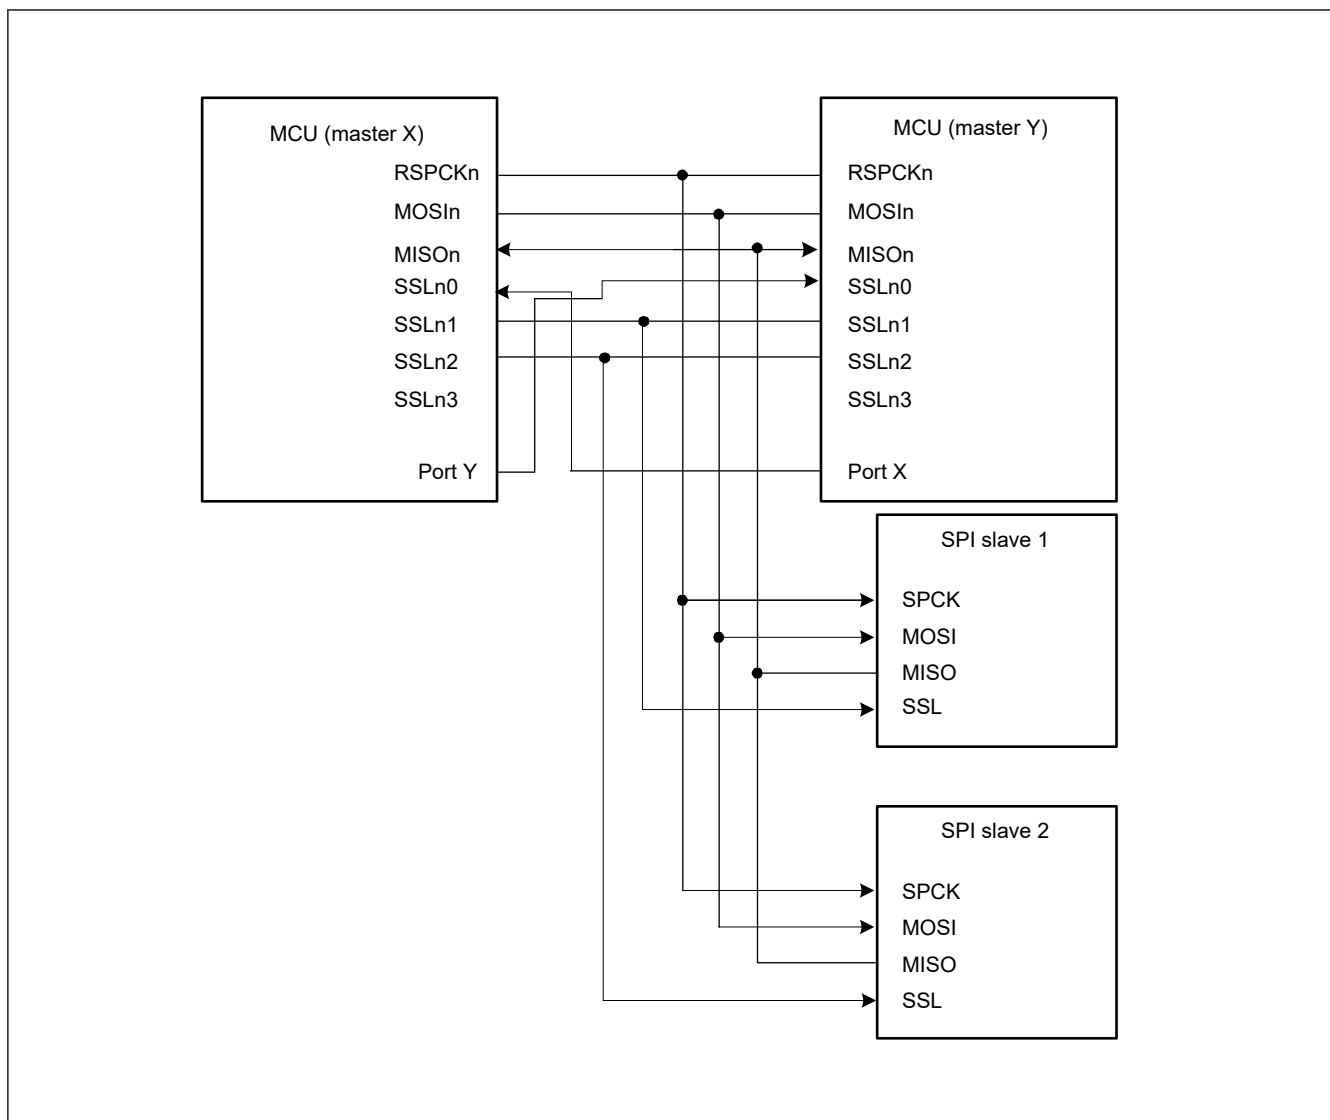 MCU (master X)
RSPCKn
MOSIn
MISOn
SSLn0
SSLn1
SSLn2
SSLn3
Port Y
MCU (master Y)
RSPCKn
MOSIn
MISOn
SSLn0
SSLn1
SSLn2
SSLn3
Port X
SPI slave 1
SPCK
MOSI
MISO
SSL
SPI slave 2
SPCK
MOSI
MISO
SSL